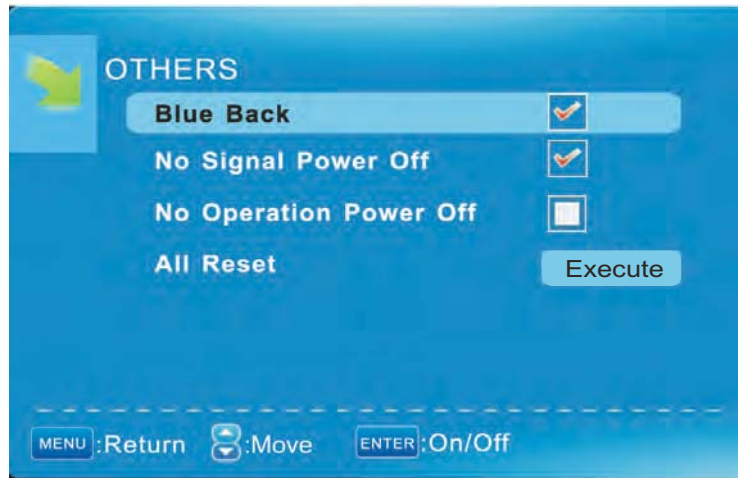 OTHERS
Blue Back
No Signal Power Off
No Operation Power Off
All Reset Execute
MENU :Return :Move ENTER :On/Off